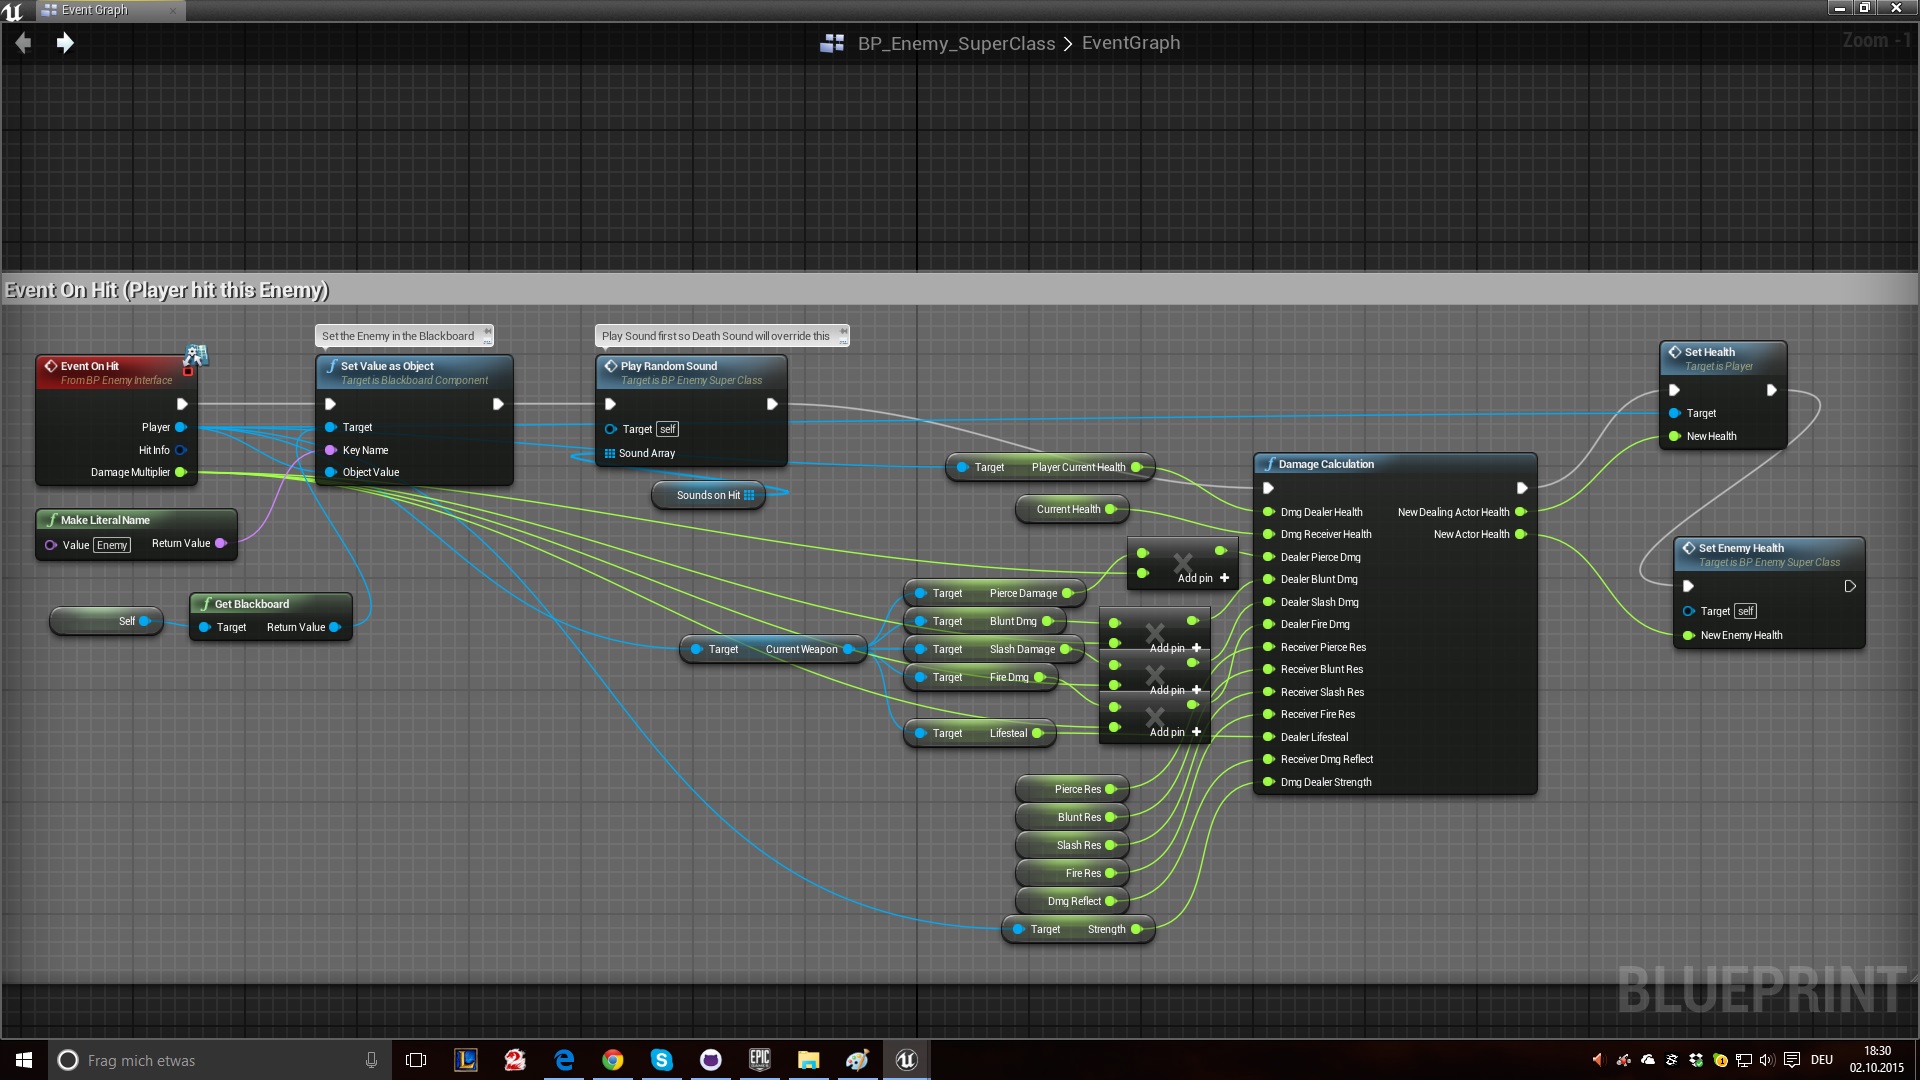 Event Graph
BP_Enemy_SuperClass > EventGraph
Zoom -1
Event On Hit (Player hit this Enemy)
Set the Enemy in the Blackboard
Play Sound first so Death Sound will override this
Event On Hit
From BP Enemy Interface
Player
Hit Info
Damage Multiplier
Set Value as Object
Target is Blackboard Component
Target
Key Name
Object Value
Play Random Sound
Target is BP Enemy Super Class
Target self
Sound Array
Sounds on Hit
Make Literal Name
Value Enemy Return Value
Self
Get Blackboard
Target Return Value
Target Current Weapon
Target Player Current Health
Current Health
Target Pierce Damage
Target Blunt Dmg
Target Slash Damage
Target Fire Dmg
Target Lifesteal
Add pin +
Add pin +
Add pin +
Add pin +
Pierce Res
Blunt Res
Slash Res
Fire Res
Dmg Reflect
Target Strength
Damage Calculation
Dmg Dealer Health New Dealing Actor Health
Dmg Receiver Health New Actor Health
Dealer Pierce Dmg
Dealer Blunt Dmg
Dealer Slash Dmg
Dealer Fire Dmg
Receiver Pierce Res
Receiver Blunt Res
Receiver Slash Res
Receiver Fire Res
Dealer Lifesteal
Receiver Dmg Reflect
Dmg Dealer Strength
Set Health
Target is Player
Target
New Health
Set Enemy Health
Target is BP Enemy Super Class
Target self
New Enemy Health
BLUEPRINT
Frag mich etwas
EPIC
DEU
18:30
02.10.2015